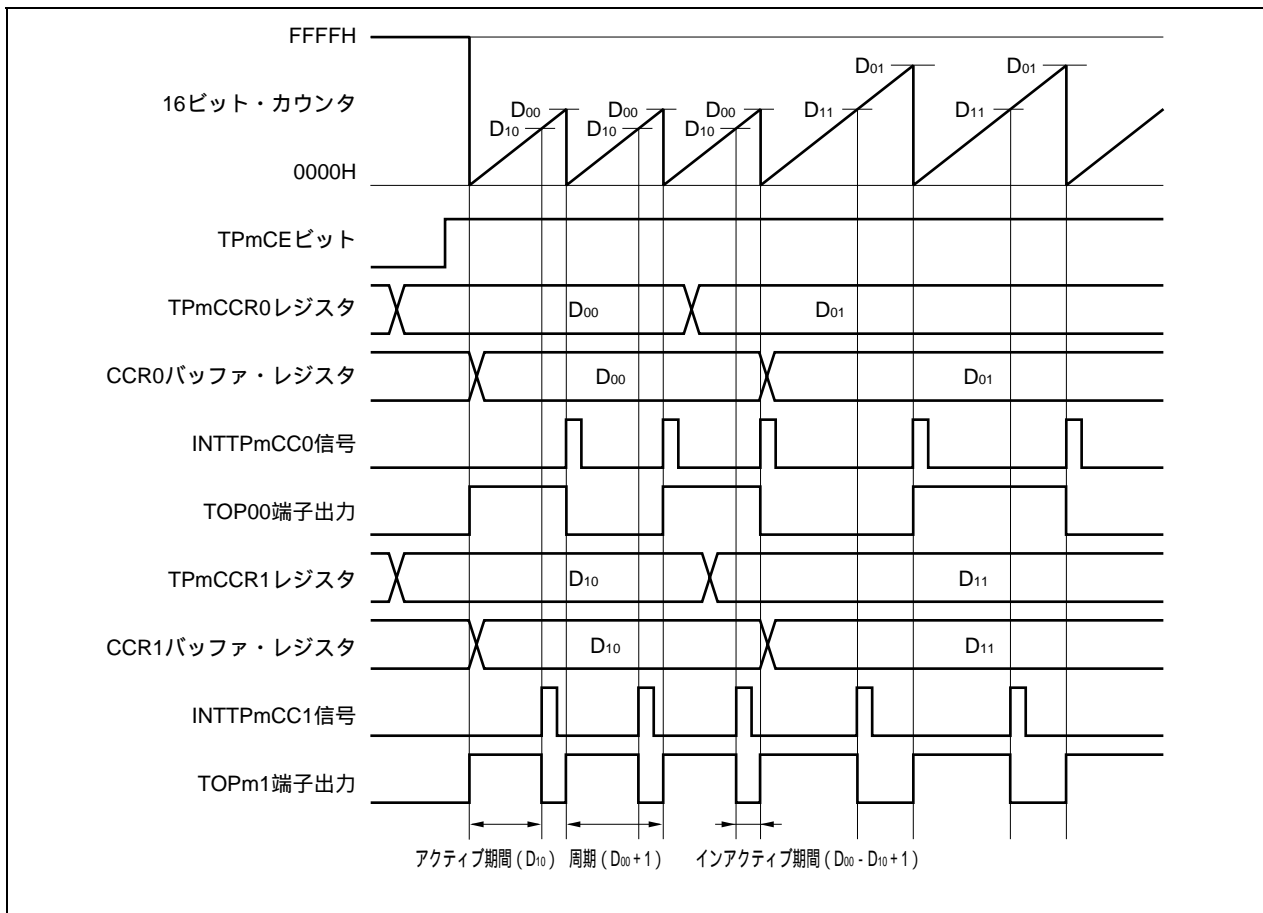 FFFFH
16ビット・カウンタ
0000H
D00 D00 D00 D01 D01
D10 D10 D10 D11 D11
TPmCEビット
TPmCCR0レジスタ D00 D01
CCR0バッファ・レジスタ D00 D01
INTTPmCC0信号
TOP00端子出力
TPmCCR1レジスタ D10 D11
CCR1バッファ・レジスタ D10 D11
INTTPmCC1信号
TOPm1端子出力
アクティブ期間(D10) 周期(D00+1) インアクティブ期間(D00 - D10+1)